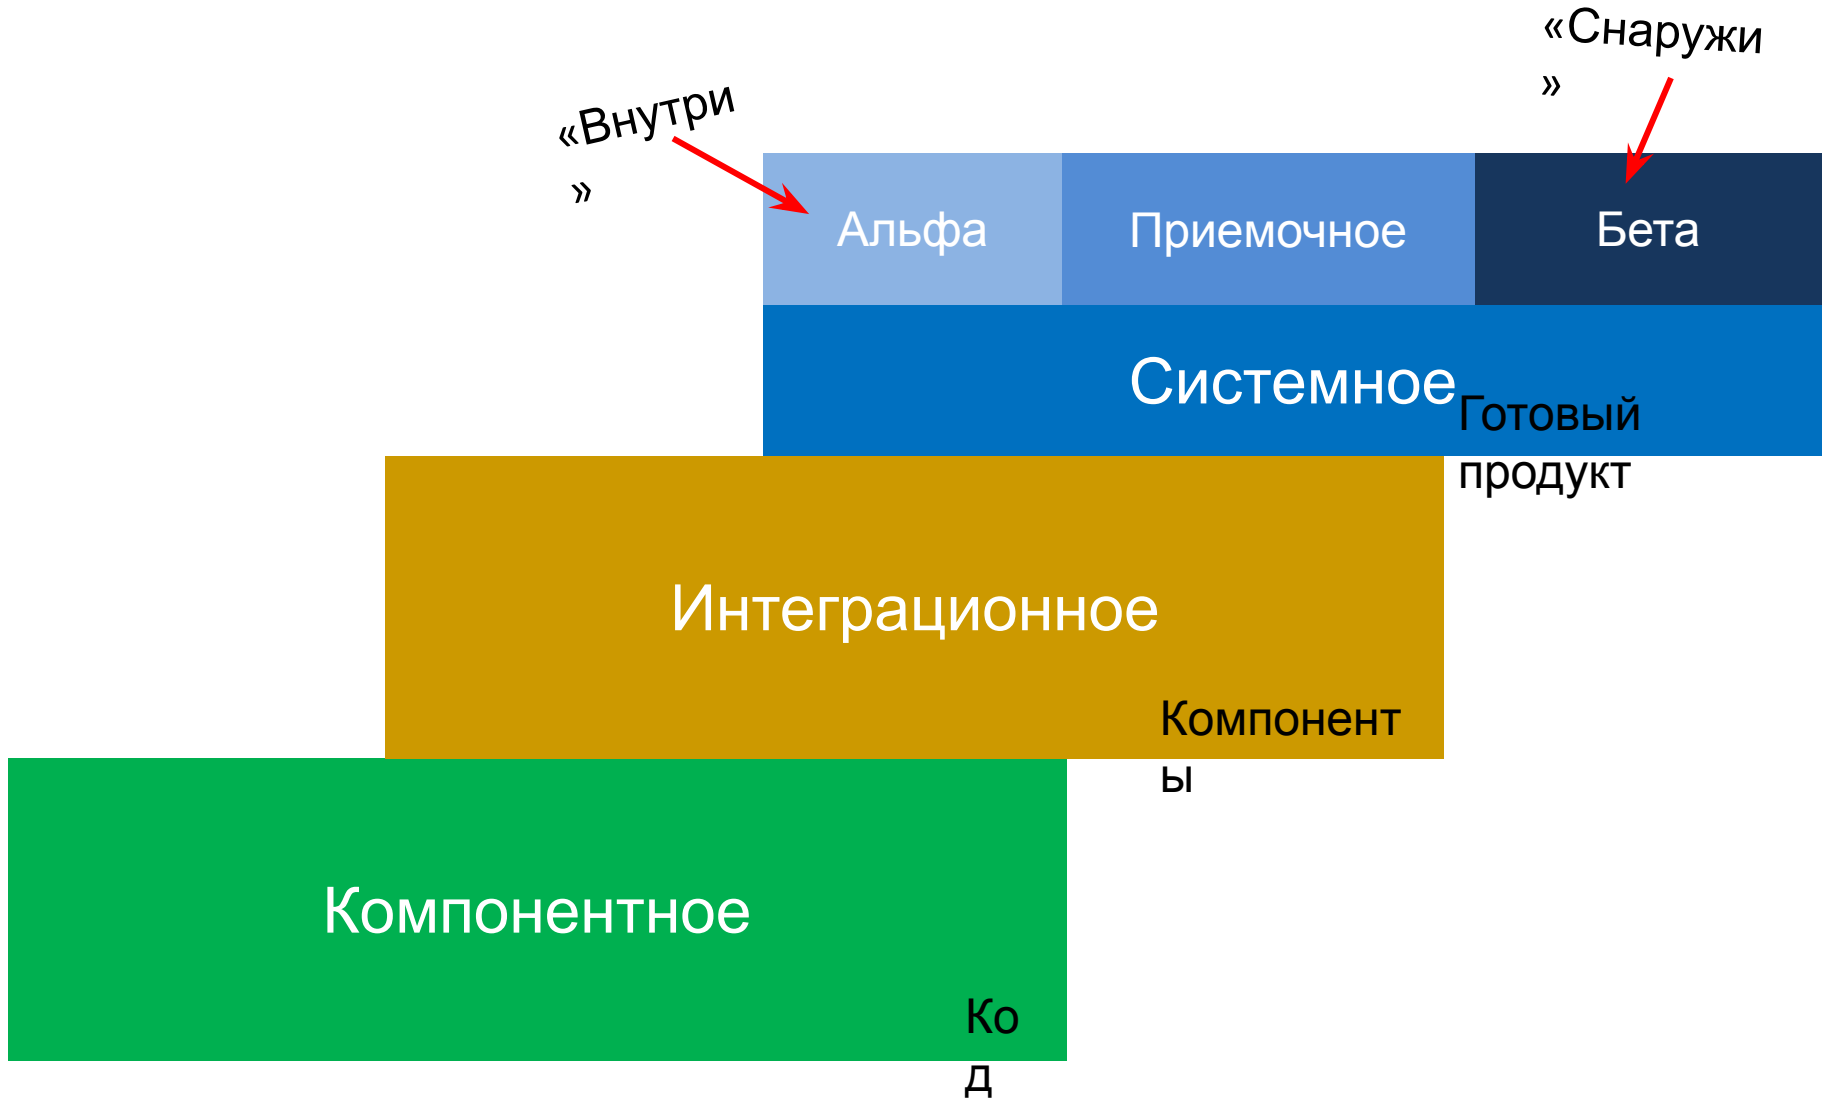 «Снаружи
»
«Внутри
»
Альфа
Приемочное
Бета
Системное
Готовый
продукт
Интеграционное
Компонент
ы
Компонентное
Ко
д